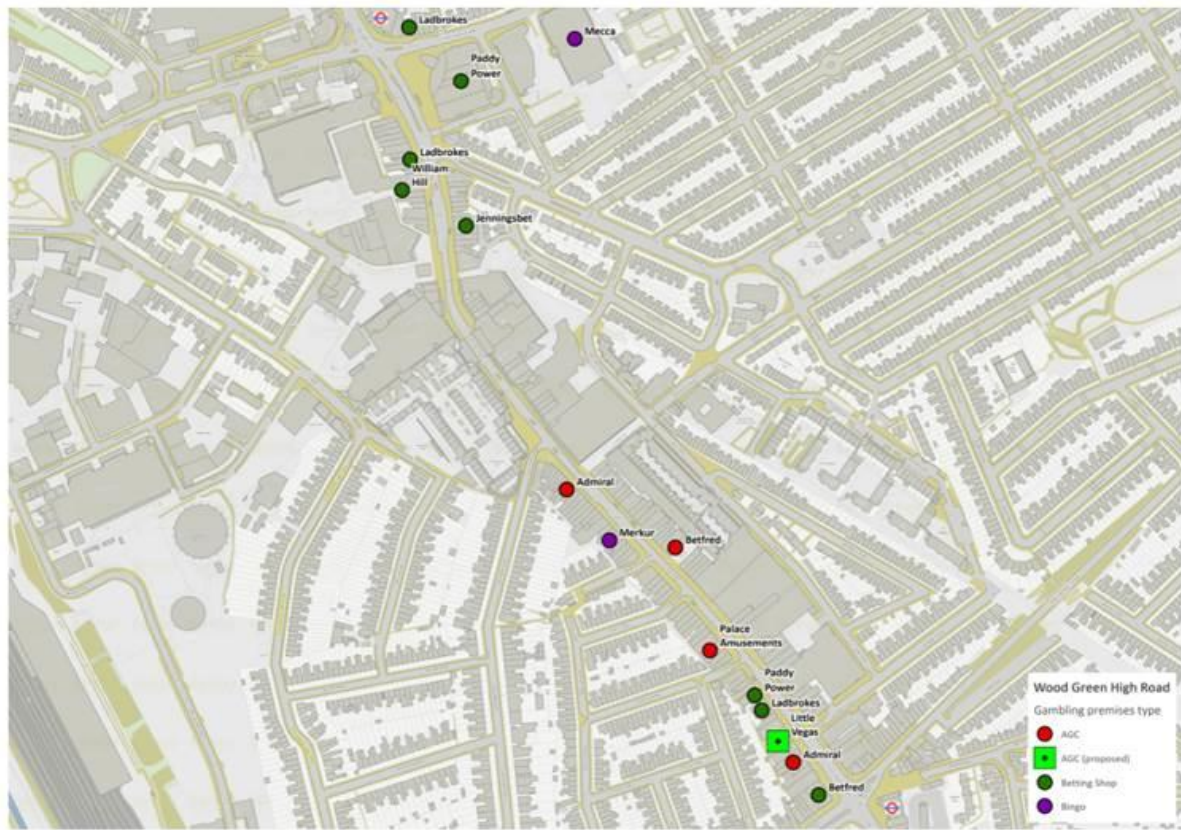 Ladbrokes
Mecca
Paddy
Power
Ladbrokes
William
Hill
Jenningsbet
Admiral
Merkur
Betfred
Palace
Amusements
Paddy
Power
Ladbrokes
Little
Vegas
Admiral
Betfred
Wood Green High Road
Gambling premises type
AGC
AGC (proposed)
Betting Shop
Bingo